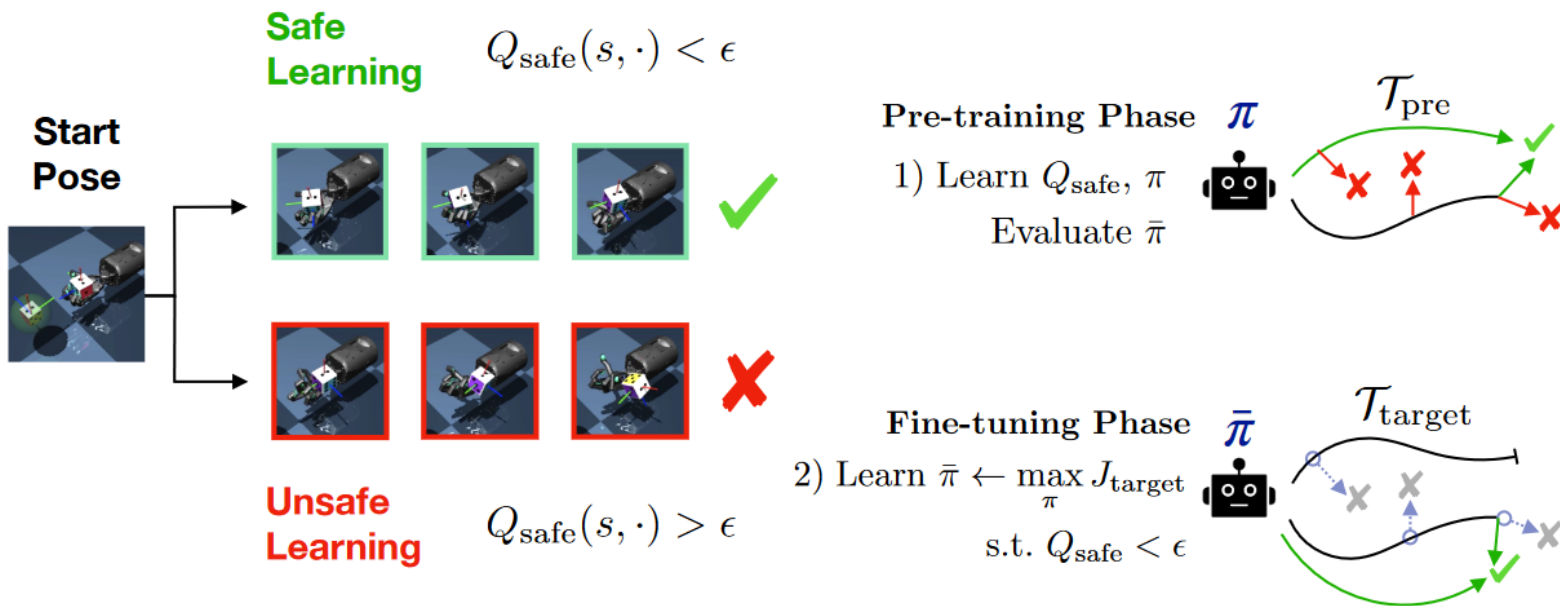 Safe
Learning
Q_safe(s, ·) < ϵ
Start
Pose
Unsafe
Learning
Q_safe(s, ·) > ϵ
Pre-training Phase π
𝒯_pre
1) Learn Q_safe, π
Evaluate π̄
Fine-tuning Phase π̄
𝒯_target
2) Learn π̄ ← max_π J_target
s.t. Q_safe < ϵ